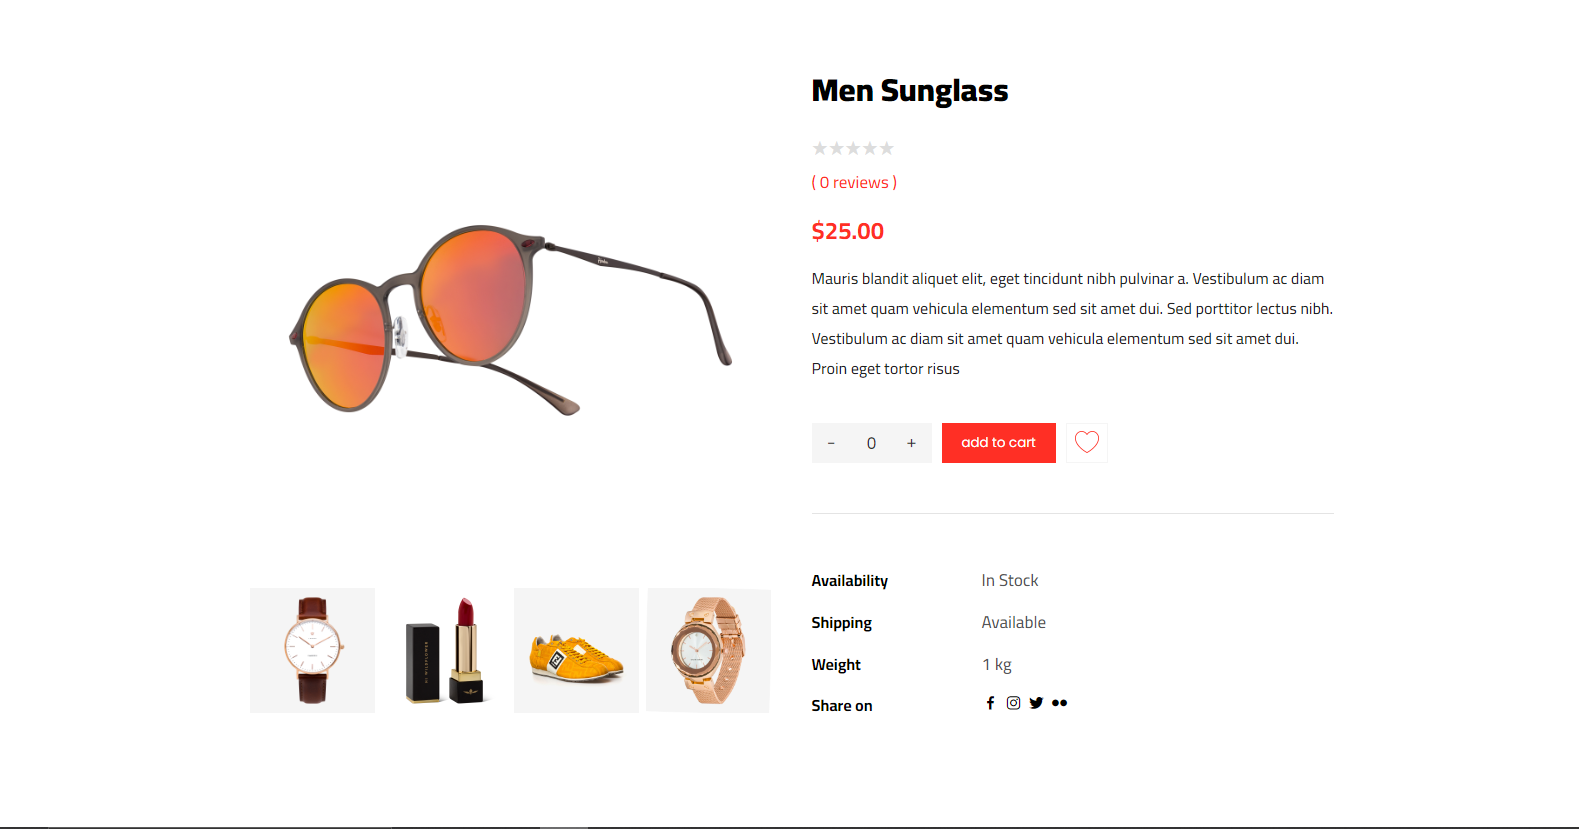 Men Sunglass
( 0 reviews )
$25.00
Mauris blandit aliquet elit, eget tincidunt nibh pulvinar a. Vestibulum ac diam
sit amet quam vehicula elementum sed sit amet dui. Sed porttitor lectus nibh.
Vestibulum ac diam sit amet quam vehicula elementum sed sit amet dui.
Proin eget tortor risus
- 0 + add to cart
Availability In Stock
Shipping Available
Weight 1 kg
Share on